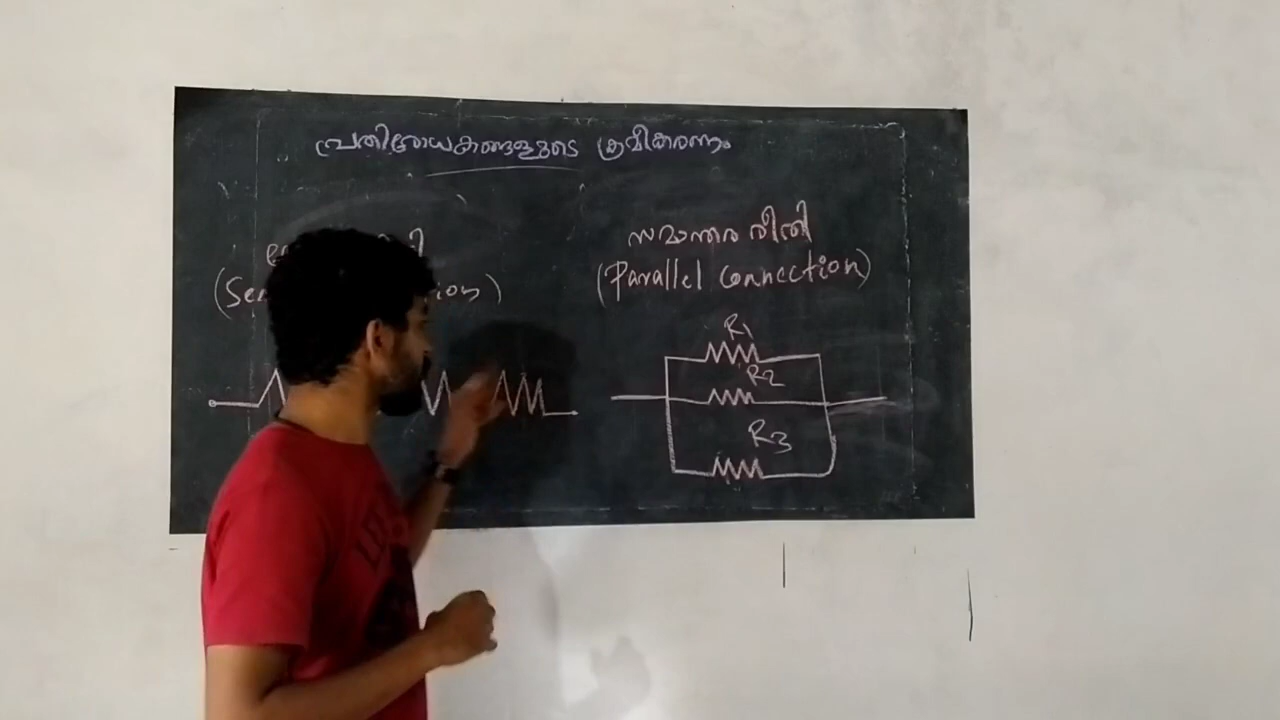 പ്രതിരോധകങ്ങളുടെ ക്രമീകരണം
സമാന്തര രീതി
(Parallel Connection)
R1
R2
R3